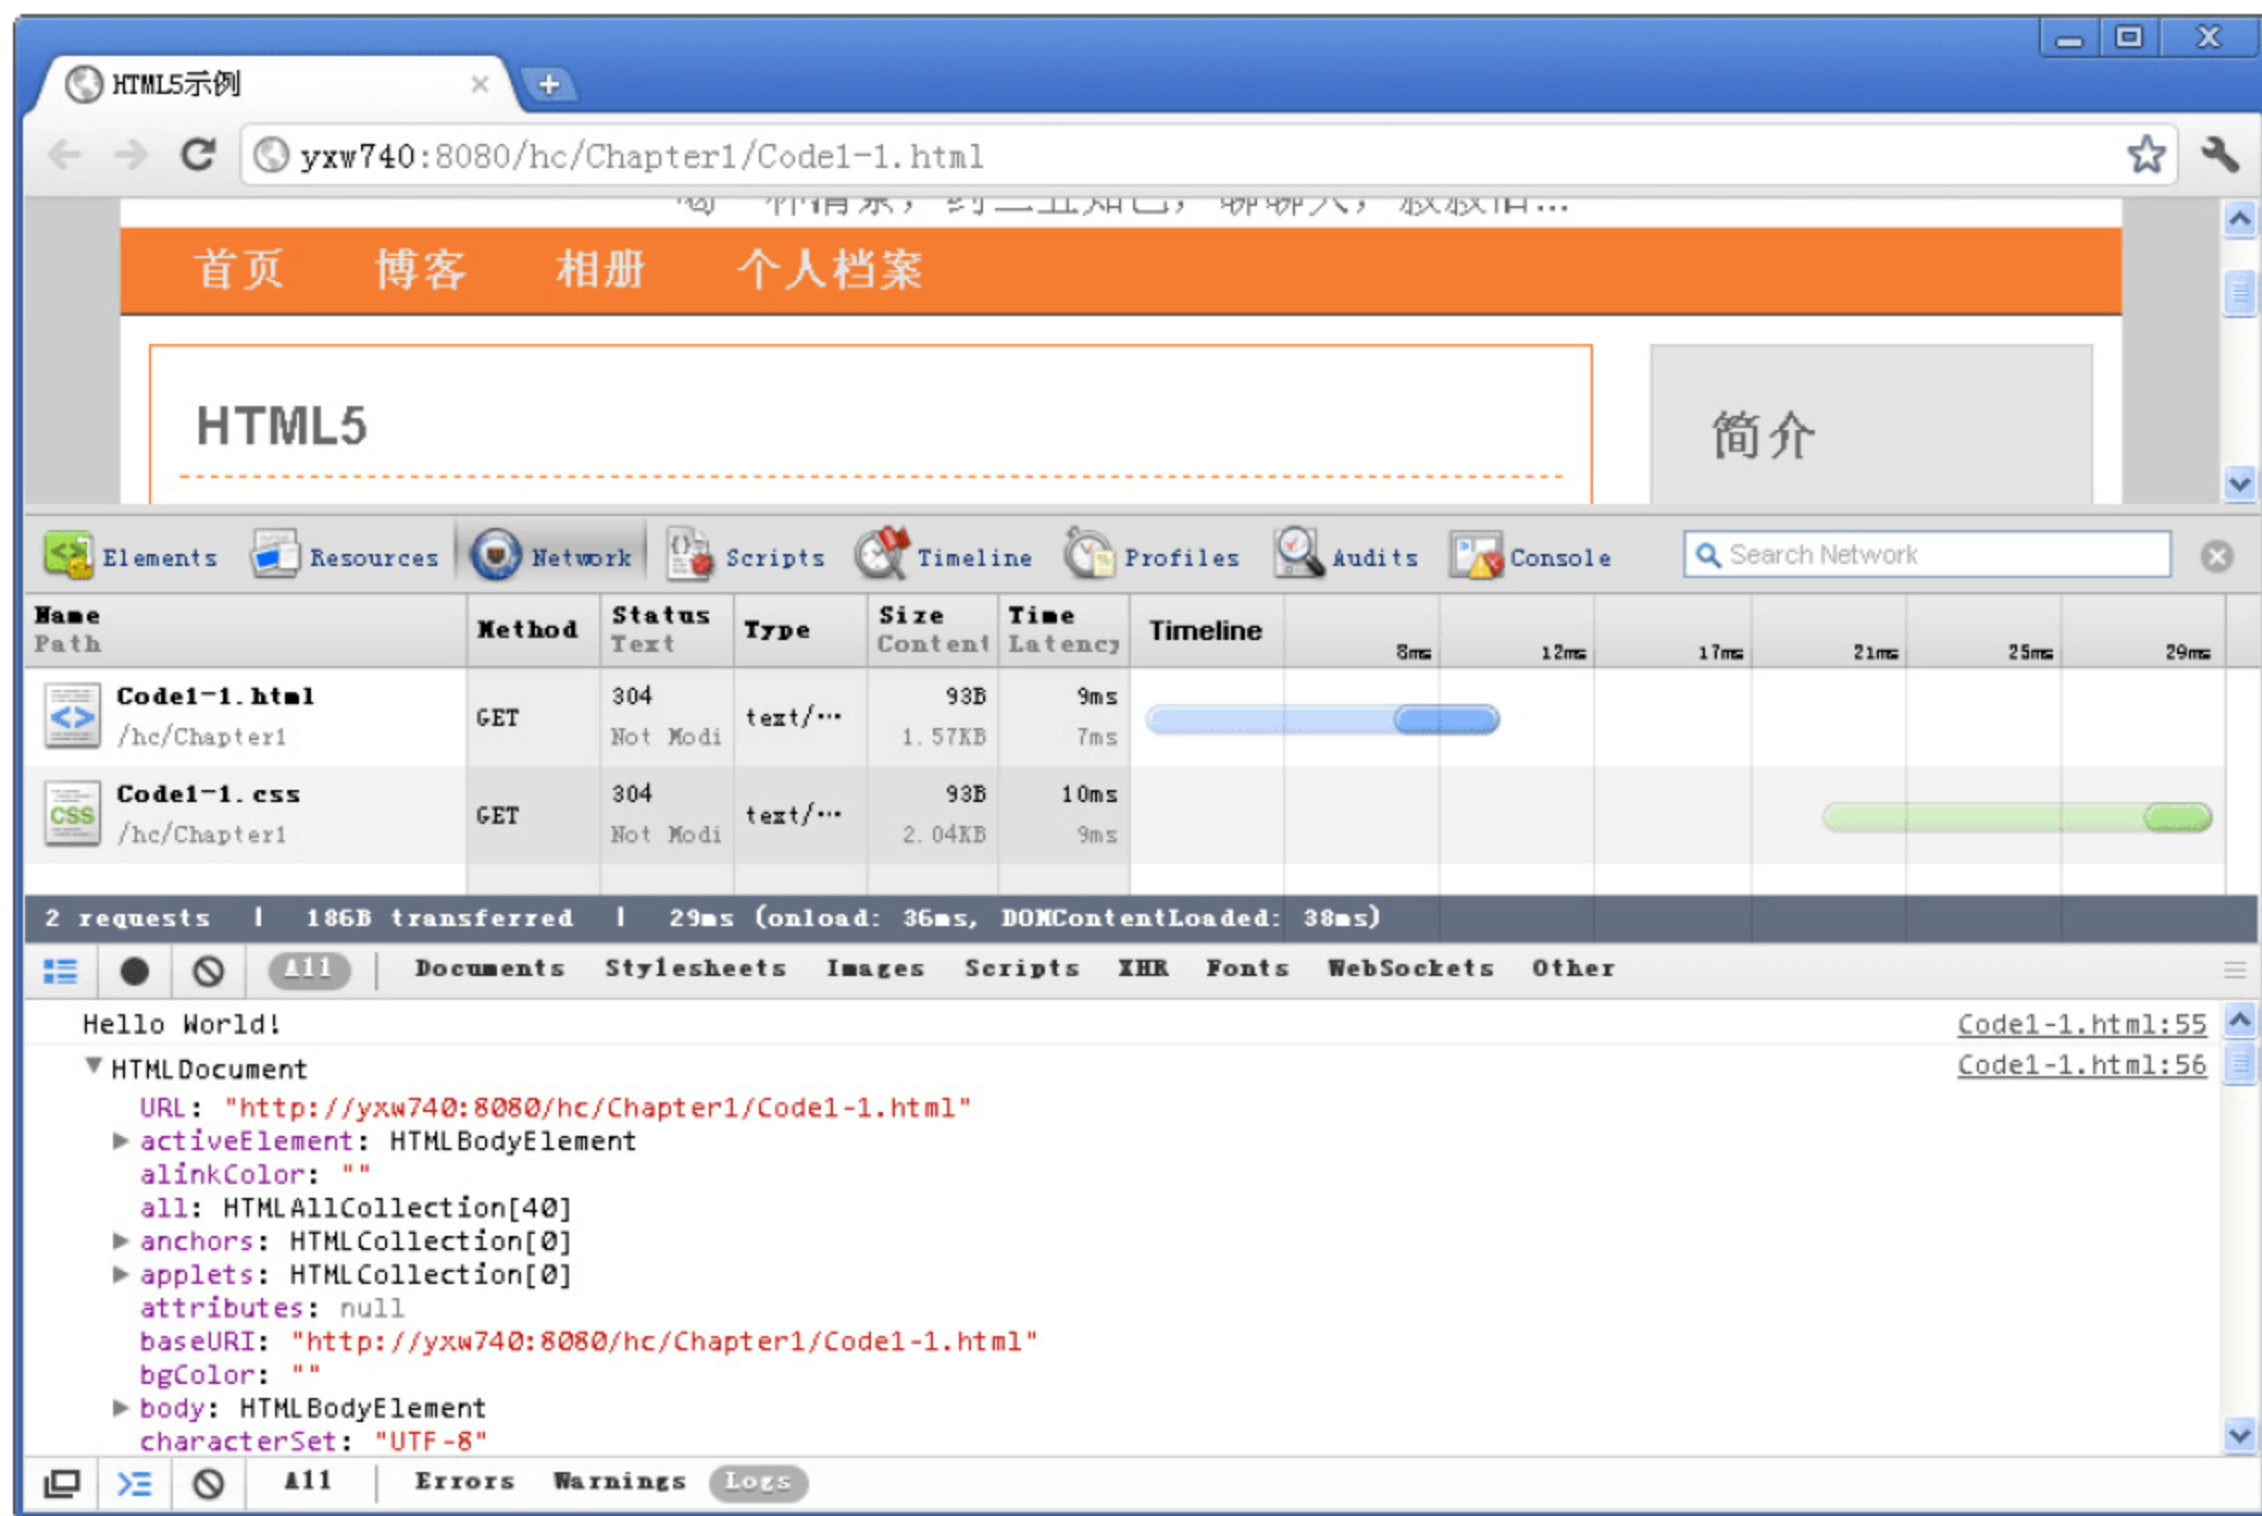 HTML5示例
yxw740:8080/hc/Chapter1/Code1-1.html
首页 博客 相册 个人档案
HTML5
简介
Elements Resources Network Scripts Timeline Profiles Audits Console Search Network
Name Method Status Type Size Time Timeline
Path Text Content Latency 8ms 12ms 17ms 21ms 25ms 29ms
Code1-1.html GET 304 text/… 93B 9ms
/hc/Chapter1 Not Modi 1.57KB 7ms
Code1-1.css GET 304 text/… 93B 10ms
/hc/Chapter1 Not Modi 2.04KB 9ms
2 requests | 186B transferred | 29ms (onload: 36ms, DOMContentLoaded: 38ms)
All Documents Stylesheets Images Scripts XHR Fonts WebSockets Other
Hello World! Code1-1.html:55
HTMLDocument Code1-1.html:56
URL: "http://yxw740:8080/hc/Chapter1/Code1-1.html"
activeElement: HTMLBodyElement
alinkColor: ""
all: HTMLAllCollection[40]
anchors: HTMLCollection[0]
applets: HTMLCollection[0]
attributes: null
baseURI: "http://yxw740:8080/hc/Chapter1/Code1-1.html"
bgColor: ""
body: HTMLBodyElement
characterSet: "UTF-8"
All Errors Warnings Logs